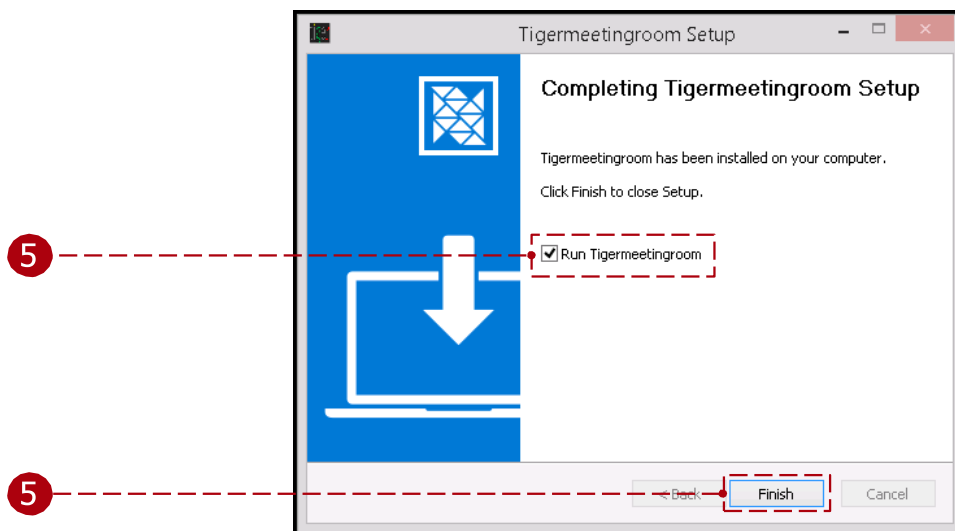 Tigermeetingroom Setup
Completing Tigermeetingroom Setup
Tigermeetingroom has been installed on your computer.
Click Finish to close Setup.
5
Run Tigermeetingroom
5
< Back Finish Cancel